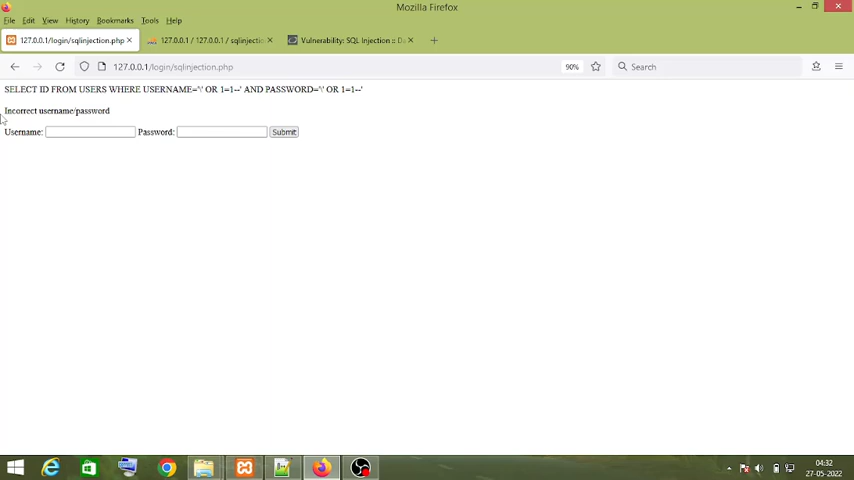 Mozilla Firefox
File Edit View History Bookmarks Tools Help
127.0.0.1/login/sqlinjection.php
127.0.0.1 / 127.0.0.1 / sqlinjectio
Vulnerability: SQL Injection :: Da
127.0.0.1/login/sqlinjection.php
90%
Search
SELECT ID FROM USERS WHERE USERNAME='\' OR 1=1--' AND PASSWORD='\' OR 1=1--'
Incorrect username/password
Username: Password: Submit
04:32
27-05-2022